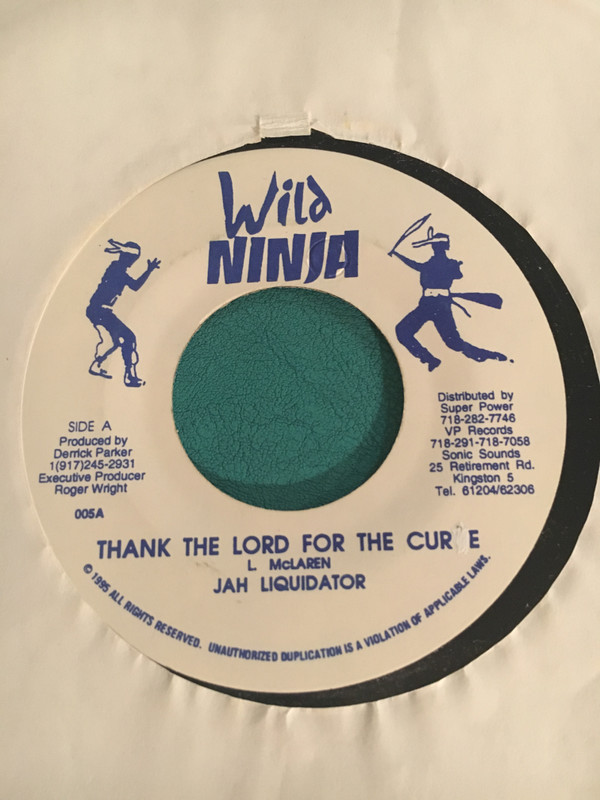 Wild
NINJA
SIDE A
Produced by
Derrick Parker
1(917)245-2931
Executive Producer
Roger Wright
005A
Distributed by
Super Power
718-282-7746
VP Records
718-291-718-7058
Sonic Sounds
25 Retirement Rd.
Kingston 5
Tel. 61204/62306
THANK THE LORD FOR THE CUR E
L. McLAREN
JAH LIQUIDATOR
© 1995 ALL RIGHTS RESERVED. UNAUTHORIZED DUPLICATION IS A VIOLATION OF APPLICABLE LAWS.